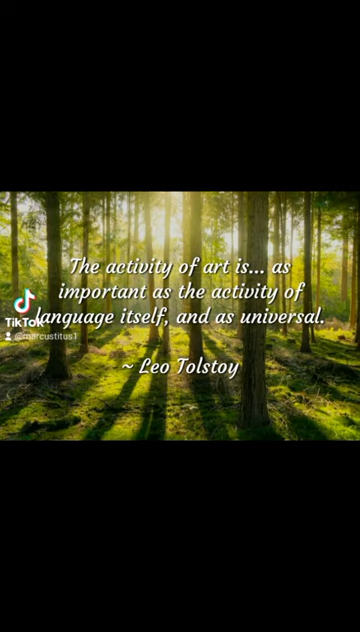 The activity of art is... as
important as the activity of
language itself, and as universal.
~ Leo Tolstoy
TikTok
@marcustitus1